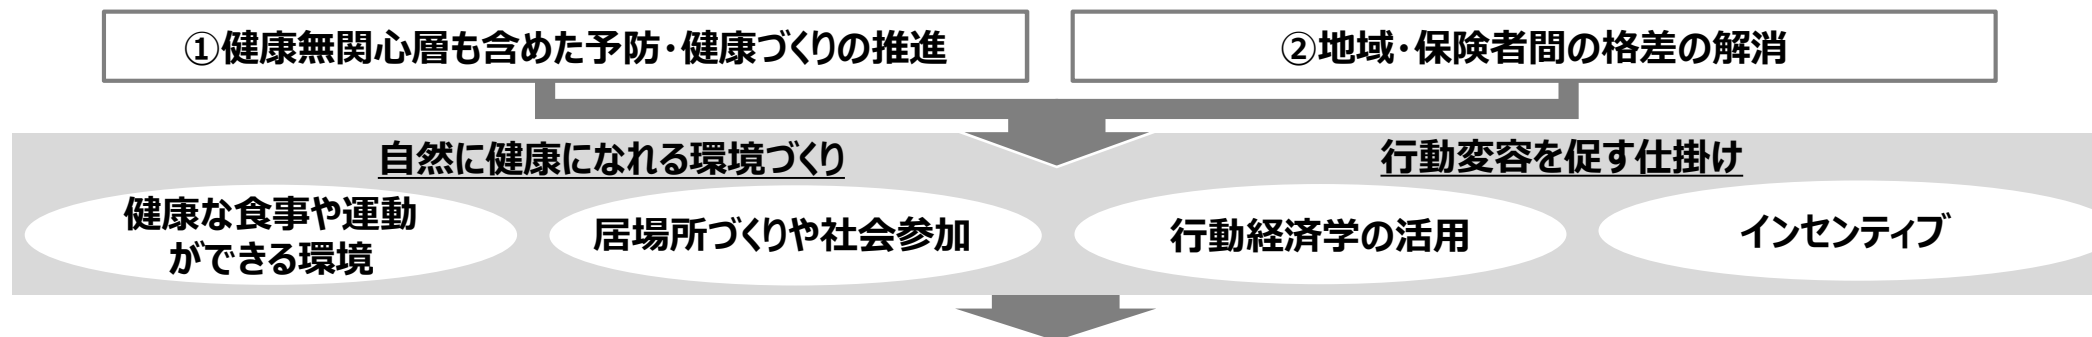 ①健康無関心層も含めた予防・健康づくりの推進
②地域・保険者間の格差の解消
自然に健康になれる環境づくり
行動変容を促す仕掛け
健康な食事や運動
ができる環境
居場所づくりや社会参加
行動経済学の活用
インセンティブ